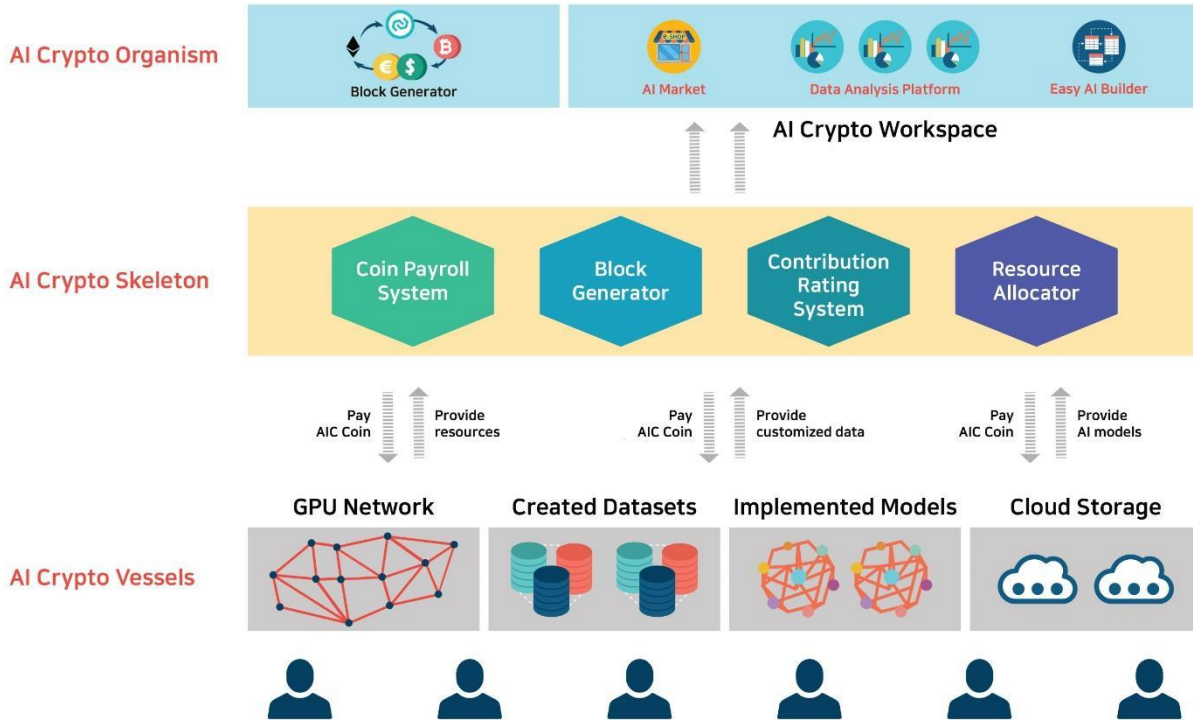 AI Crypto Organism
Block Generator
E-SHOP
AI Market
Data Analysis Platform
Easy AI Builder
AI Crypto Workspace
AI Crypto Skeleton
Coin Payroll
System
Block
Generator
Contribution
Rating
System
Resource
Allocator
Pay
AIC Coin
Provide
resources
Pay
AIC Coin
Provide
customized data
Pay
AIC Coin
Provide
AI models
GPU Network
Created Datasets
Implemented Models
Cloud Storage
AI Crypto Vessels